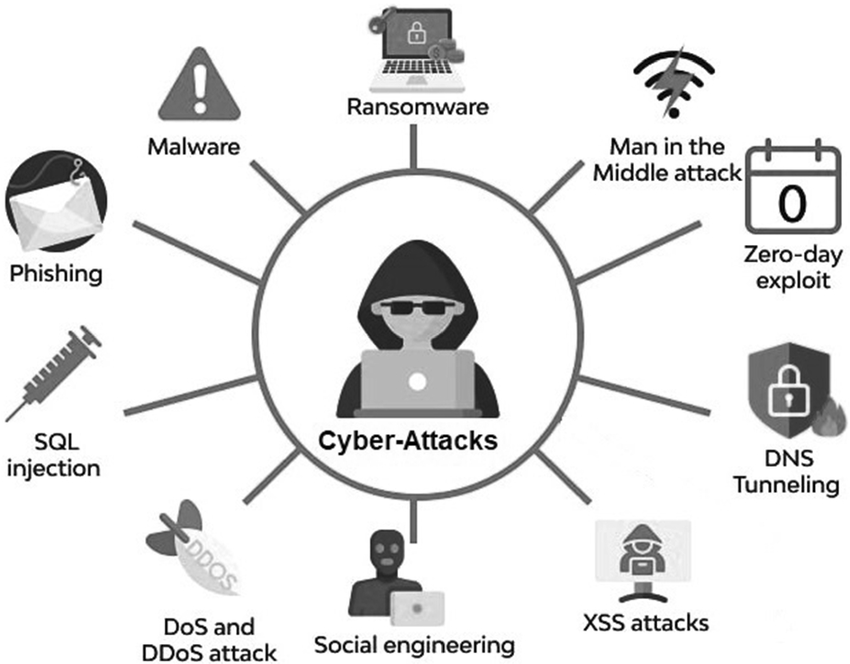 Ransomware
Malware
Man in the
Middle attack
0
Phishing
Zero-day
exploit
Cyber-Attacks
SQL
injection
DNS
Tunneling
DDOS
DoS and
DDoS attack
Social engineering
XSS attacks